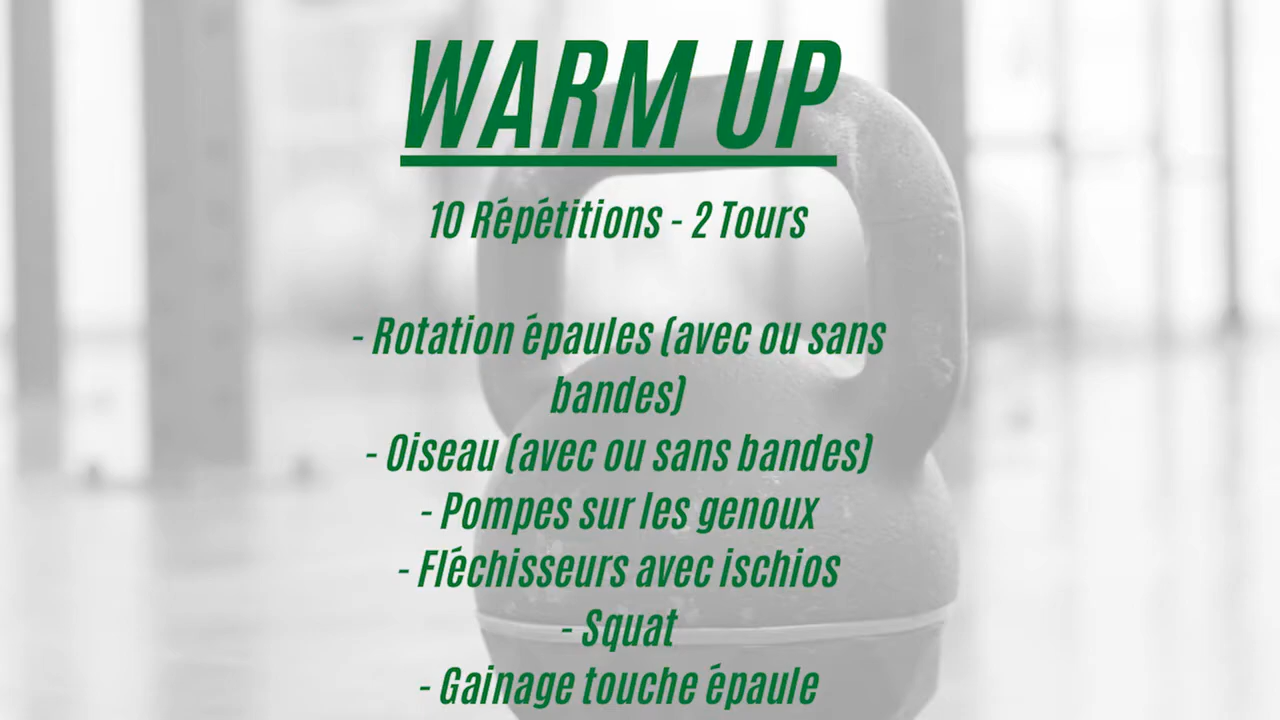 WARM UP
10 Répétitions - 2 Tours
- Rotation épaules (avec ou sans
bandes)
- Oiseau (avec ou sans bandes)
- Pompes sur les genoux
- Fléchisseurs avec ischios
- Squat
- Gainage touche épaule